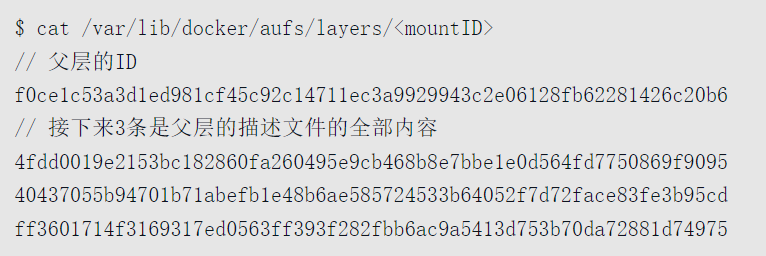 $ cat /var/lib/docker/aufs/layers/<mountID>
// 父层的ID
f0ce1c53a3d1ed981cf45c92c14711ec3a9929943c2e06128fb62281426c20b6
// 接下来3条是父层的描述文件的全部内容
4fdd0019e2153bc182860fa260495e9cb468b8e7bbe1e0d564fd7750869f9095
40437055b94701b71abefb1e48b6ae585724533b64052f7d72face83fe3b95cd
ff3601714f3169317ed0563ff393f282fbb6ac9a5413d753b70da72881d74975